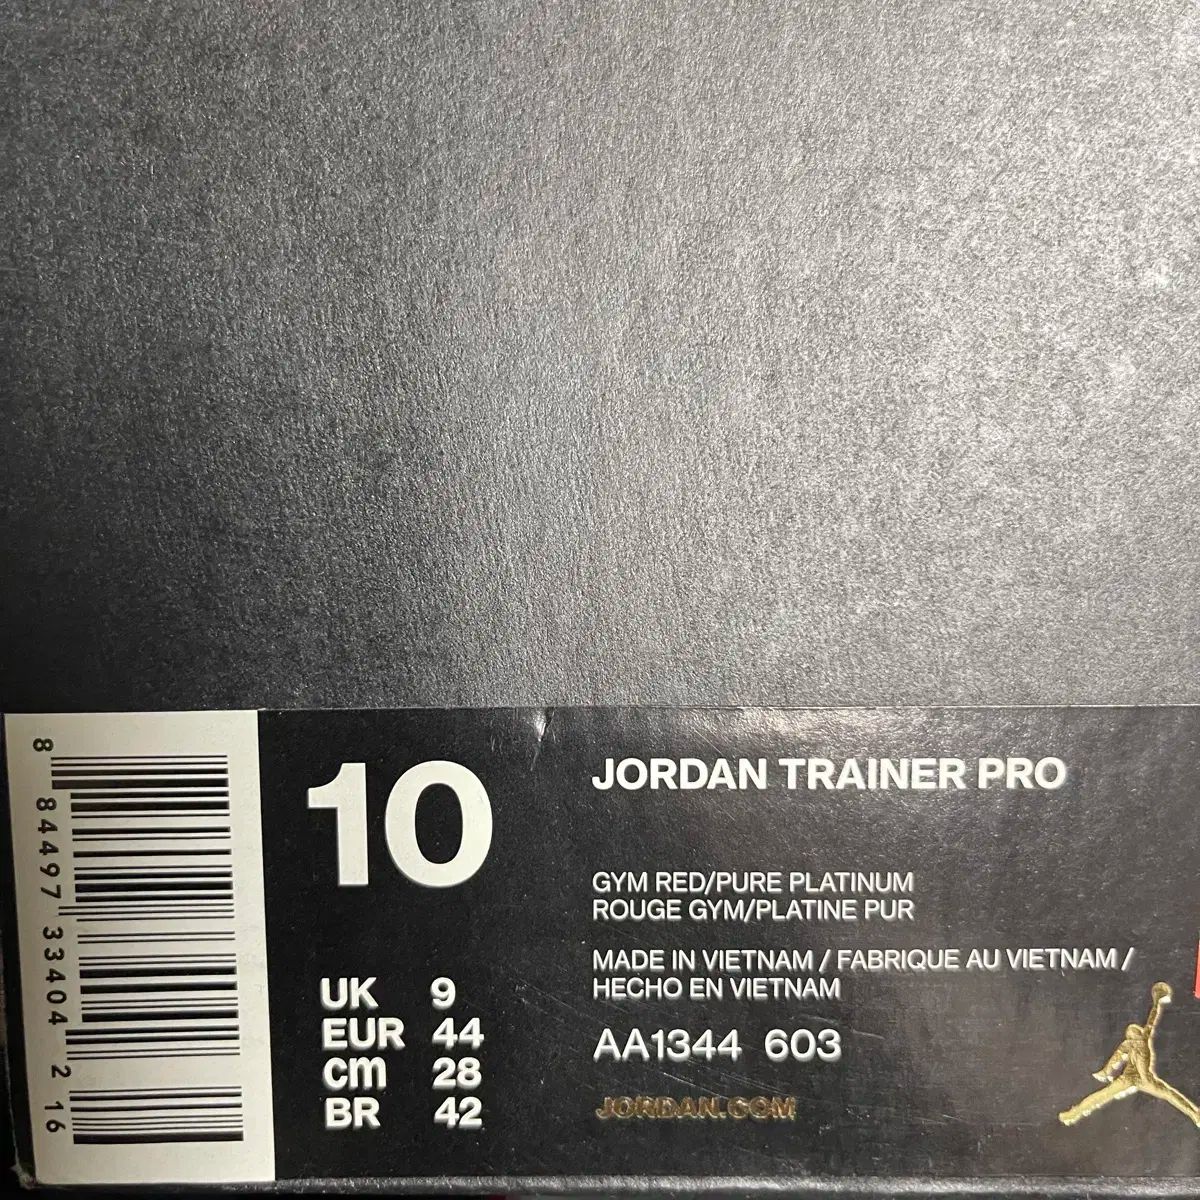 8 84497 33404 2 16
10
UK 9
EUR 44
cm 28
BR 42
JORDAN TRAINER PRO
GYM RED/PURE PLATINUM
ROUGE GYM/PLATINE PUR
MADE IN VIETNAM / FABRIQUE AU VIETNAM /
HECHO EN VIETNAM
AA1344 603
JORDAN.COM